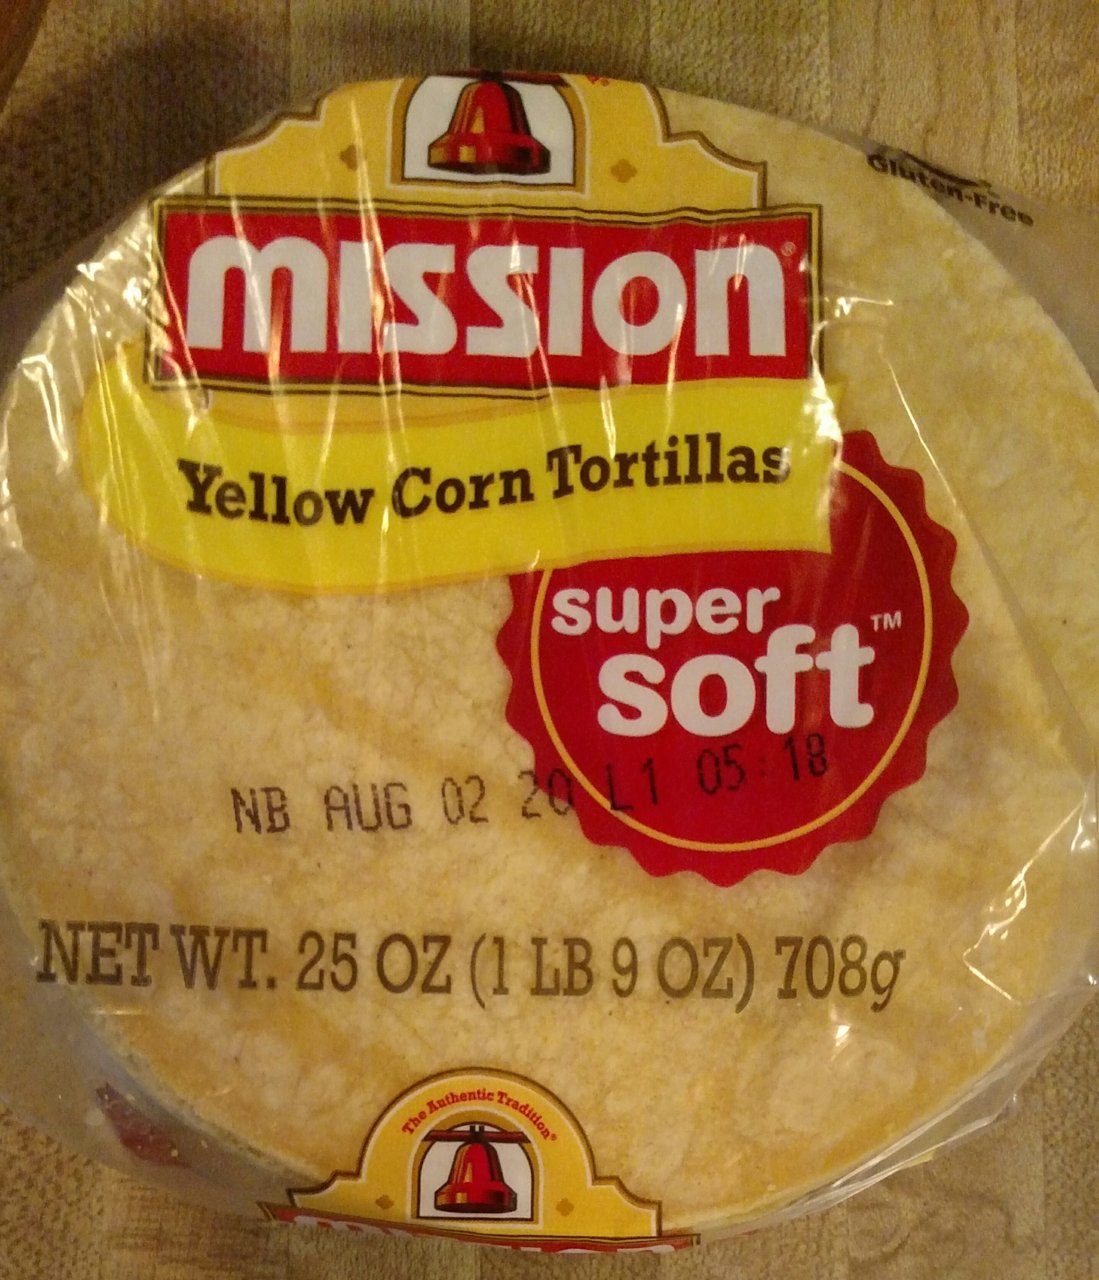 Gluten-Free
mission®
Yellow Corn Tortillas
super
soft™
NB AUG 02 20 L1 05:18
NET WT. 25 OZ (1 LB 9 OZ) 708g
The Authentic Tradition®